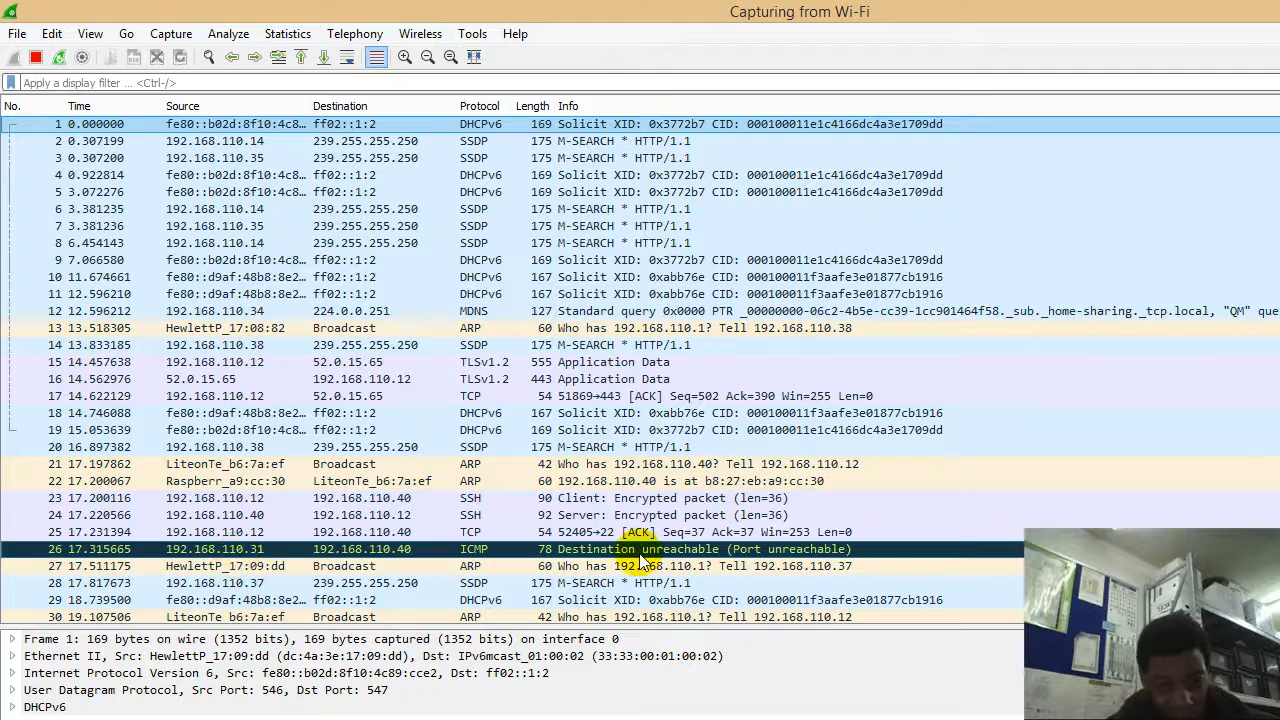 Capturing from Wi-Fi
File Edit View Go Capture Analyze Statistics Telephony Wireless Tools Help
Apply a display filter ... <Ctrl-/>
No. Time Source Destination Protocol Length Info
1 0.000000 fe80::b02d:8f10:4c8… ff02::1:2 DHCPv6 169 Solicit XID: 0x3772b7 CID: 000100011e1c4166dc4a3e1709dd
2 0.307199 192.168.110.14 239.255.255.250 SSDP 175 M-SEARCH * HTTP/1.1
3 0.307200 192.168.110.35 239.255.255.250 SSDP 175 M-SEARCH * HTTP/1.1
4 0.922814 fe80::b02d:8f10:4c8… ff02::1:2 DHCPv6 169 Solicit XID: 0x3772b7 CID: 000100011e1c4166dc4a3e1709dd
5 3.072276 fe80::b02d:8f10:4c8… ff02::1:2 DHCPv6 169 Solicit XID: 0x3772b7 CID: 000100011e1c4166dc4a3e1709dd
6 3.381235 192.168.110.14 239.255.255.250 SSDP 175 M-SEARCH * HTTP/1.1
7 3.381236 192.168.110.35 239.255.255.250 SSDP 175 M-SEARCH * HTTP/1.1
8 6.454143 192.168.110.14 239.255.255.250 SSDP 175 M-SEARCH * HTTP/1.1
9 7.066580 fe80::b02d:8f10:4c8… ff02::1:2 DHCPv6 169 Solicit XID: 0x3772b7 CID: 000100011e1c4166dc4a3e1709dd
10 11.674661 fe80::d9af:48b8:8e2… ff02::1:2 DHCPv6 167 Solicit XID: 0xabb76e CID: 000100011f3aafe3e01877cb1916
11 12.596210 fe80::d9af:48b8:8e2… ff02::1:2 DHCPv6 167 Solicit XID: 0xabb76e CID: 000100011f3aafe3e01877cb1916
12 12.596212 192.168.110.34 224.0.0.251 MDNS 127 Standard query 0x0000 PTR _00000000-06c2-4b5e-cc39-1cc901464f58._sub._home-sharing._tcp.local, "QM" que
13 13.518305 HewlettP_17:08:82 Broadcast ARP 60 Who has 192.168.110.1? Tell 192.168.110.38
14 13.833185 192.168.110.38 239.255.255.250 SSDP 175 M-SEARCH * HTTP/1.1
15 14.457638 192.168.110.12 52.0.15.65 TLSv1.2 555 Application Data
16 14.562976 52.0.15.65 192.168.110.12 TLSv1.2 443 Application Data
17 14.622129 192.168.110.12 52.0.15.65 TCP 54 51869→443 [ACK] Seq=502 Ack=390 Win=255 Len=0
18 14.746088 fe80::d9af:48b8:8e2… ff02::1:2 DHCPv6 167 Solicit XID: 0xabb76e CID: 000100011f3aafe3e01877cb1916
19 15.053639 fe80::d9af:48b8:8e2… ff02::1:2 DHCPv6 167 Solicit XID: 0xabb76e CID: 000100011f3aafe3e01877cb1916
20 16.897382 192.168.110.38 239.255.255.250 SSDP 175 M-SEARCH * HTTP/1.1
21 17.197862 LiteonTe_b6:7a:ef Broadcast ARP 42 Who has 192.168.110.40? Tell 192.168.110.12
22 17.200067 Raspberr_a9:cc:30 LiteonTe_b6:7a:ef ARP 60 192.168.110.40 is at b8:27:eb:a9:cc:30
23 17.200116 192.168.110.12 192.168.110.40 SSH 90 Client: Encrypted packet (len=36)
24 17.220566 192.168.110.40 192.168.110.12 SSH 92 Server: Encrypted packet (len=36)
25 17.231394 192.168.110.12 192.168.110.40 TCP 54 52405→22 [ACK] Seq=37 Ack=37 Win=253 Len=0
26 17.315665 192.168.110.31 192.168.110.40 ICMP 78 Destination unreachable (Port unreachable)
27 17.511175 HewlettP_17:09:dd Broadcast ARP 60 Who has 192.168.110.1? Tell 192.168.110.37
28 17.817673 192.168.110.37 239.255.255.250 SSDP 175 M-SEARCH * HTTP/1.1
29 18.739500 fe80::d9af:48b8:8e2… ff02::1:2 DHCPv6 167 Solicit XID: 0xabb76e CID: 000100011f3aafe3e01877cb1916
30 19.107506 LiteonTe_b6:7a:ef Broadcast ARP 42 Who has 192.168.110.1? Tell 192.168.110.12
Frame 1: 169 bytes on wire (1352 bits), 169 bytes captured (1352 bits) on interface 0
Ethernet II, Src: HewlettP_17:09:dd (dc:4a:3e:17:09:dd), Dst: IPv6mcast_01:00:02 (33:33:00:01:00:02)
Internet Protocol Version 6, Src: fe80::b02d:8f10:4c89:cce2, Dst: ff02::1:2
User Datagram Protocol, Src Port: 546, Dst Port: 547
DHCPv6